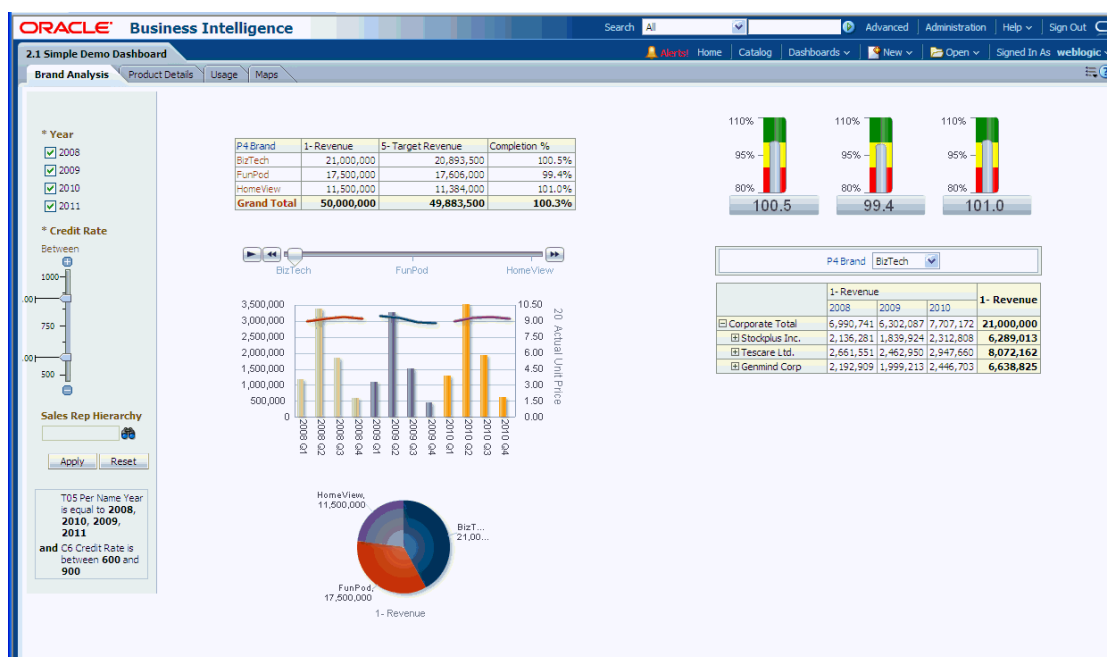 ORACLE Business Intelligence
Search All Advanced Administration Help Sign Out
2.1 Simple Demo Dashboard
Alerts! Home Catalog Dashboards New Open Signed In As weblogic
Brand Analysis Product Details Usage Maps
* Year
2008
2009
2010
2011
* Credit Rate
Between
1000
.00
750
.00
500
Sales Rep Hierarchy
Apply Reset
T05 Per Name Year
is equal to 2008,
2010, 2009,
2011
and C6 Credit Rate is
between 600 and
900
P4 Brand 1- Revenue 5- Target Revenue Completion %
BizTech 21,000,000 20,893,500 100.5%
FunPod 17,500,000 17,606,000 99.4%
HomeView 11,500,000 11,384,000 101.0%
Grand Total 50,000,000 49,883,500 100.3%
BizTech FunPod HomeView
3,500,000
3,000,000
2,500,000
2,000,000
1,500,000
1,000,000
500,000
0
10.50
9.00
7.50
6.00
4.50
3.00
1.50
0.00
20 Actual Unit Price
2008 Q1
2008 Q2
2008 Q3
2008 Q4
2009 Q1
2009 Q2
2009 Q3
2009 Q4
2010 Q1
2010 Q2
2010 Q3
2010 Q4
HomeView,
11,500,000
BizT...
21,00...
FunPod,
17,500,000
1- Revenue
110% 110% 110%
95% 95% 95%
80% 80% 80%
100.5 99.4 101.0
P4 Brand BizTech
1- Revenue 1- Revenue
2008 2009 2010
Corporate Total 6,990,741 6,302,087 7,707,172 21,000,000
Stockplus Inc. 2,136,281 1,839,924 2,312,808 6,289,013
Tescare Ltd. 2,661,551 2,462,950 2,947,660 8,072,162
Genmind Corp 2,192,909 1,999,213 2,446,703 6,638,825